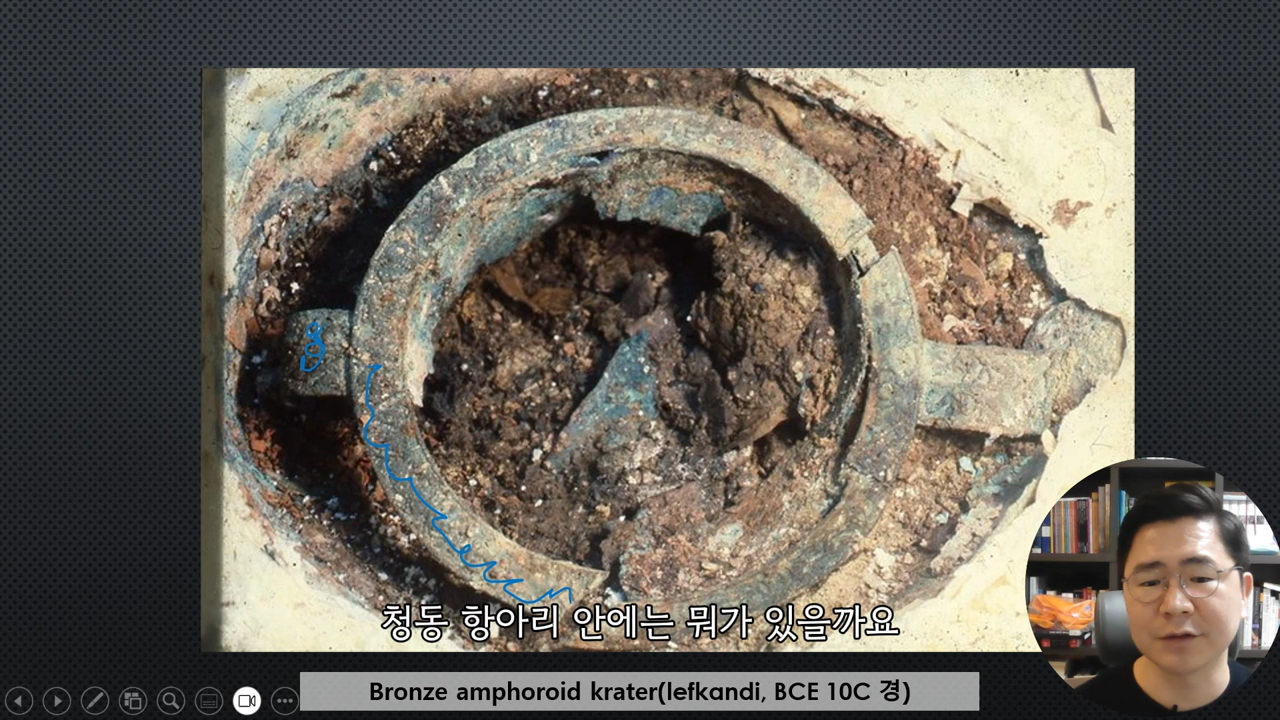 청동 항아리 안에는 뭐가 있을까요
Bronze amphoroid krater(lefkandi, BCE 10C 경)